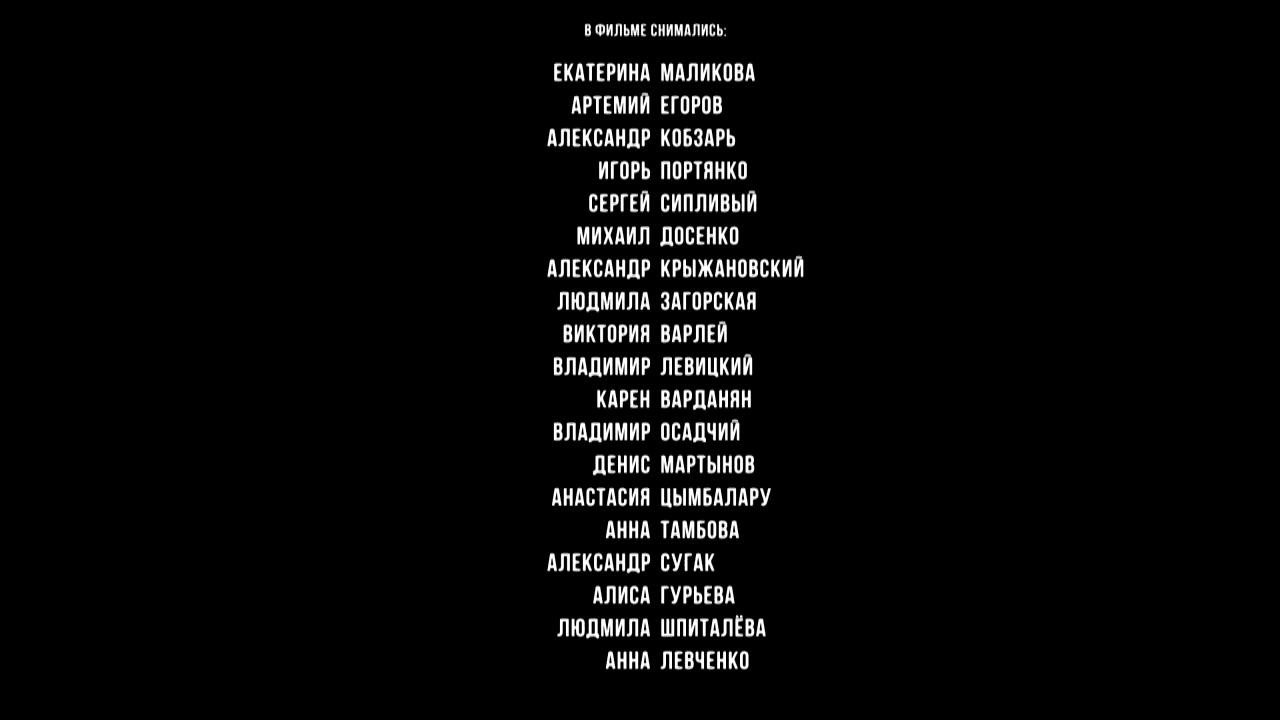 В ФИЛЬМЕ СНИМАЛИСЬ:
ЕКАТЕРИНА МАЛИКОВА
АРТЕМИЙ ЕГОРОВ
АЛЕКСАНДР КОБЗАРЬ
ИГОРЬ ПОРТЯНКО
СЕРГЕЙ СИПЛИВЫЙ
МИХАИЛ ДОСЕНКО
АЛЕКСАНДР КРЫЖАНОВСКИЙ
ЛЮДМИЛА ЗАГОРСКАЯ
ВИКТОРИЯ ВАРЛЕЙ
ВЛАДИМИР ЛЕВИЦКИЙ
КАРЕН ВАРДАНЯН
ВЛАДИМИР ОСАДЧИЙ
ДЕНИС МАРТЫНОВ
АНАСТАСИЯ ЦЫМБАЛАРУ
АННА ТАМБОВА
АЛЕКСАНДР СУГАК
АЛИСА ГУРЬЕВА
ЛЮДМИЛА ШПИТАЛЁВА
АННА ЛЕВЧЕНКО